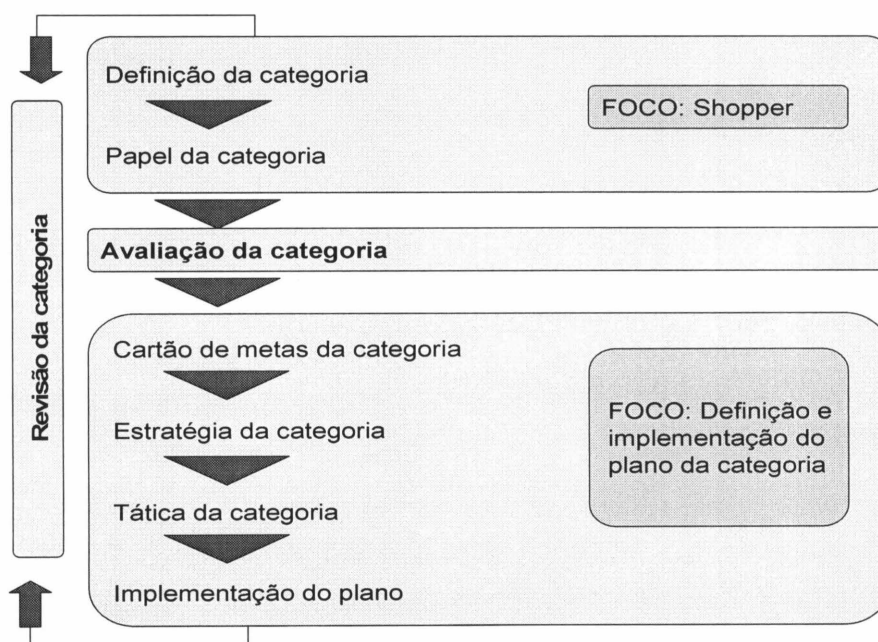 Definição da categoria
FOCO: Shopper
Papel da categoria
Avaliação da categoria
Revisão da categoria
Cartão de metas da categoria
FOCO: Definição e
implementação do
plano da categoria
Estratégia da categoria
Tática da categoria
Implementação do plano